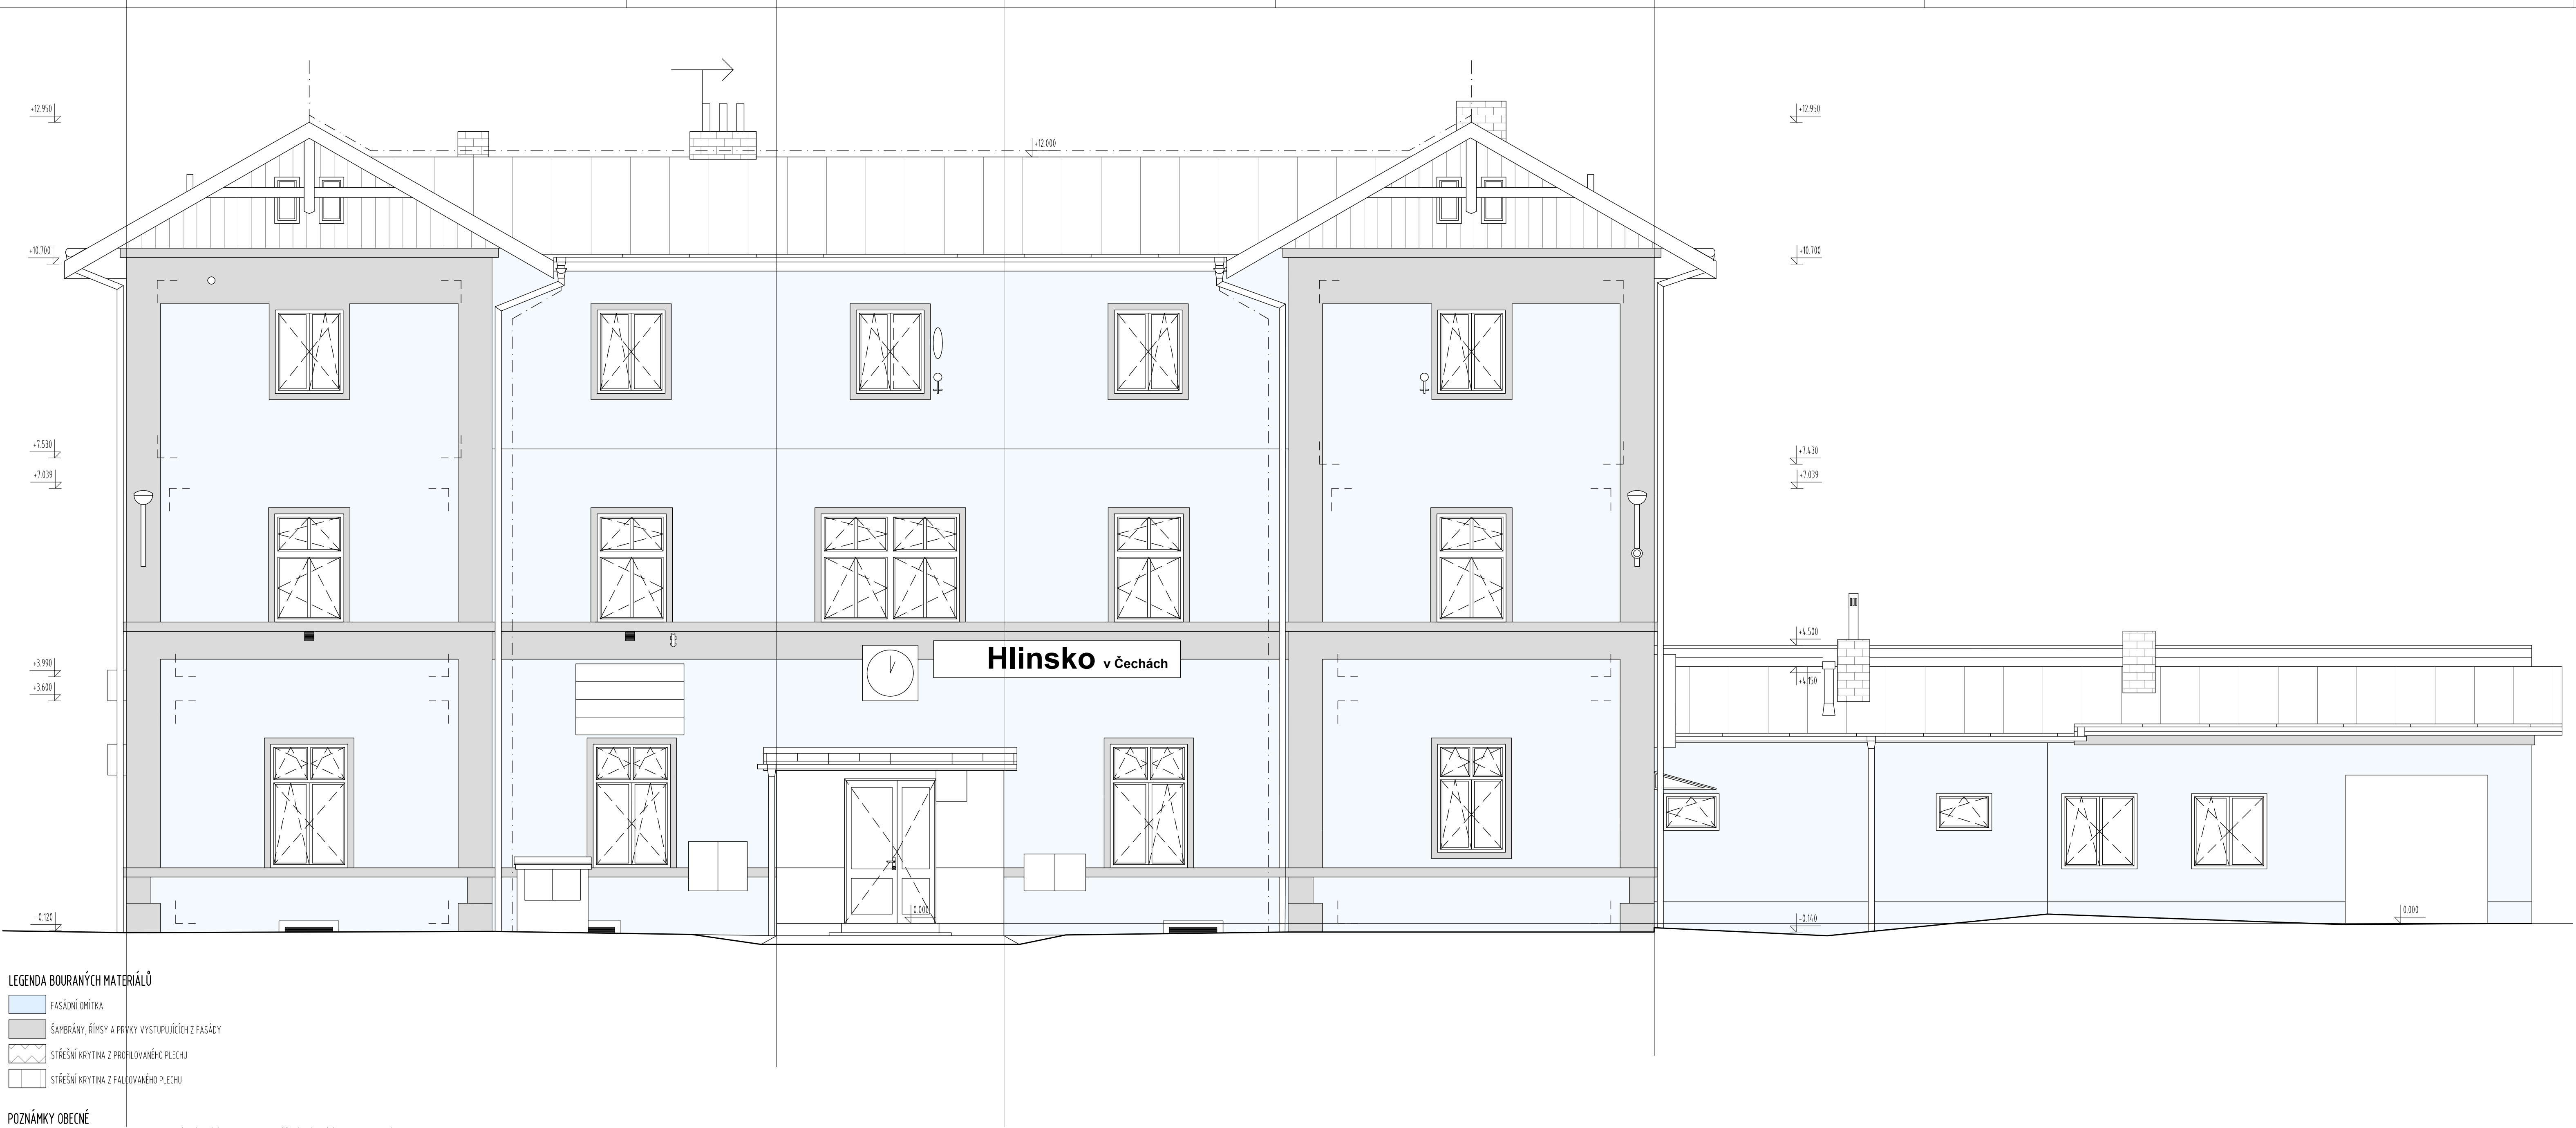 +12.950
+12.950
+12.000
+10.700
+10.700
+7.530
+7.430
+7.039
+7.039
+4.500
Hlinsko v Čechách
+3.990
+4.150
+3.600
0.000
0.000
-0.120
-0.140
LEGENDA BOURANÝCH MATERIÁLŮ
FASÁDNÍ OMÍTKA
ŠAMBRÁNY, ŘÍMSY A PRVKY VYSTUPUJÍCÍCH Z FASÁDY
STŘEŠNÍ KRYTINA Z PROFILOVANÉHO PLECHU
STŘEŠNÍ KRYTINA Z FALCOVANÉHO PLECHU
POZNÁMKY OBECNÉ